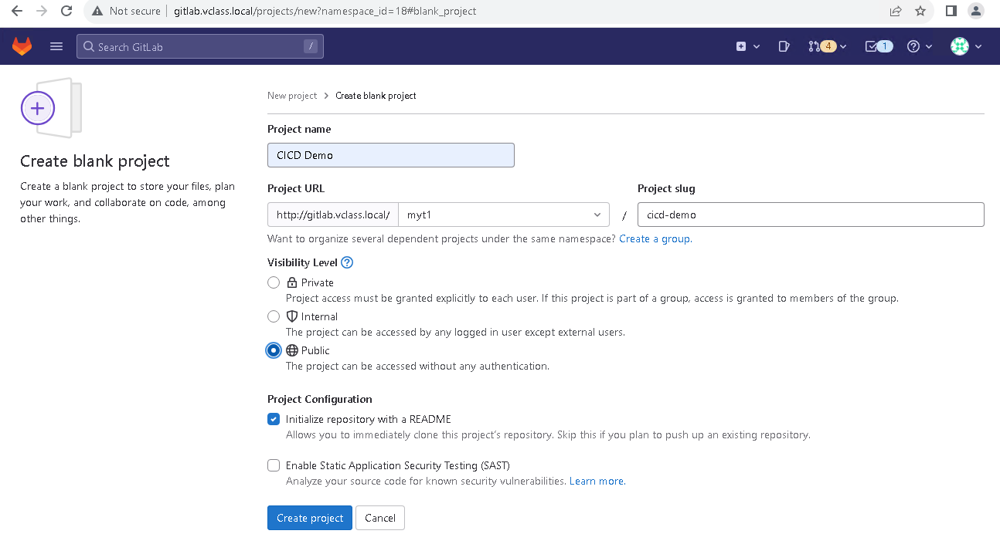 Not secure | gitlab.vclass.local/projects/new?namespace_id=18#blank_project
Search GitLab /
4
1
New project > Create blank project
Project name
CICD Demo
Create blank project
Create a blank project to store your files, plan
your work, and collaborate on code, among
other things.
Project URL
Project slug
http://gitlab.vclass.local/ myt1 / cicd-demo
Want to organize several dependent projects under the same namespace? Create a group.
Visibility Level ?
Private
Project access must be granted explicitly to each user. If this project is part of a group, access is granted to members of the group.
Internal
The project can be accessed by any logged in user except external users.
Public
The project can be accessed without any authentication.
Project Configuration
Initialize repository with a README
Allows you to immediately clone this project's repository. Skip this if you plan to push up an existing repository.
Enable Static Application Security Testing (SAST)
Analyze your source code for known security vulnerabilities. Learn more.
Create project Cancel